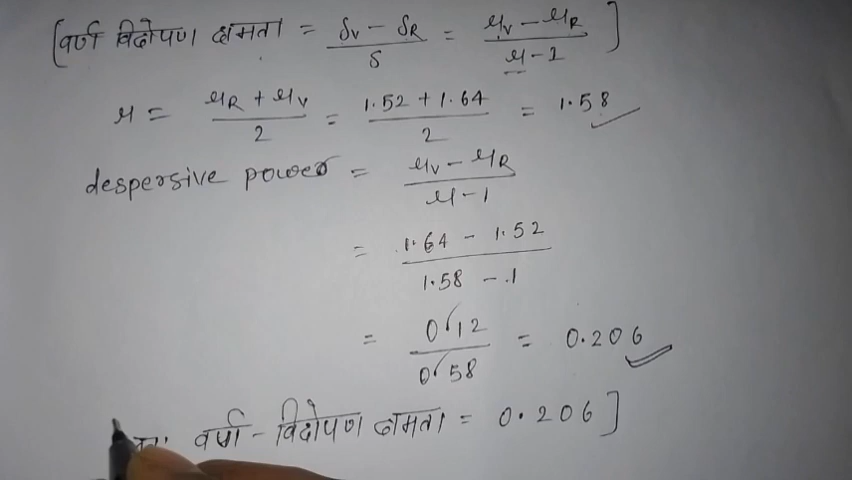 [वर्ण विक्षेपण क्षमता = δv − δR / δ = μv − μR / μ − 1 ]
μ = μR + μv / 2 = 1.52 + 1.64 / 2 = 1.58
despersive power = μv − μR / μ − 1
= 1.64 − 1.52 / 1.58 − 1
= 0.12 / 0.58 = 0.206
वर्ण - विक्षेपण क्षमता = 0.206 ]